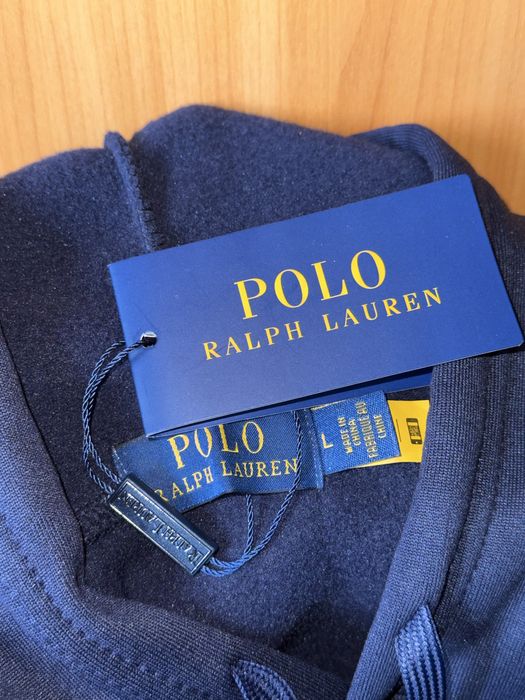 POLO
RALPH LAUREN
POLO
RALPH LAUREN
L
MADE IN
CHINA
FABRIQUÉ AU
CHINE